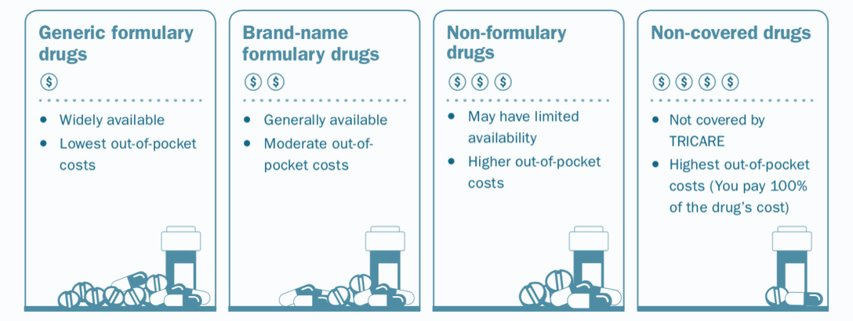 Generic formulary
drugs
$
• Widely available
• Lowest out-of-pocket
costs
Brand-name
formulary drugs
$ $
• Generally available
• Moderate out-of-
pocket costs
Non-formulary
drugs
$ $ $
• May have limited
availability
• Higher out-of-pocket
costs
Non-covered drugs
$ $ $ $
• Not covered by
TRICARE
• Highest out-of-pocket
costs (You pay 100%
of the drug's cost)